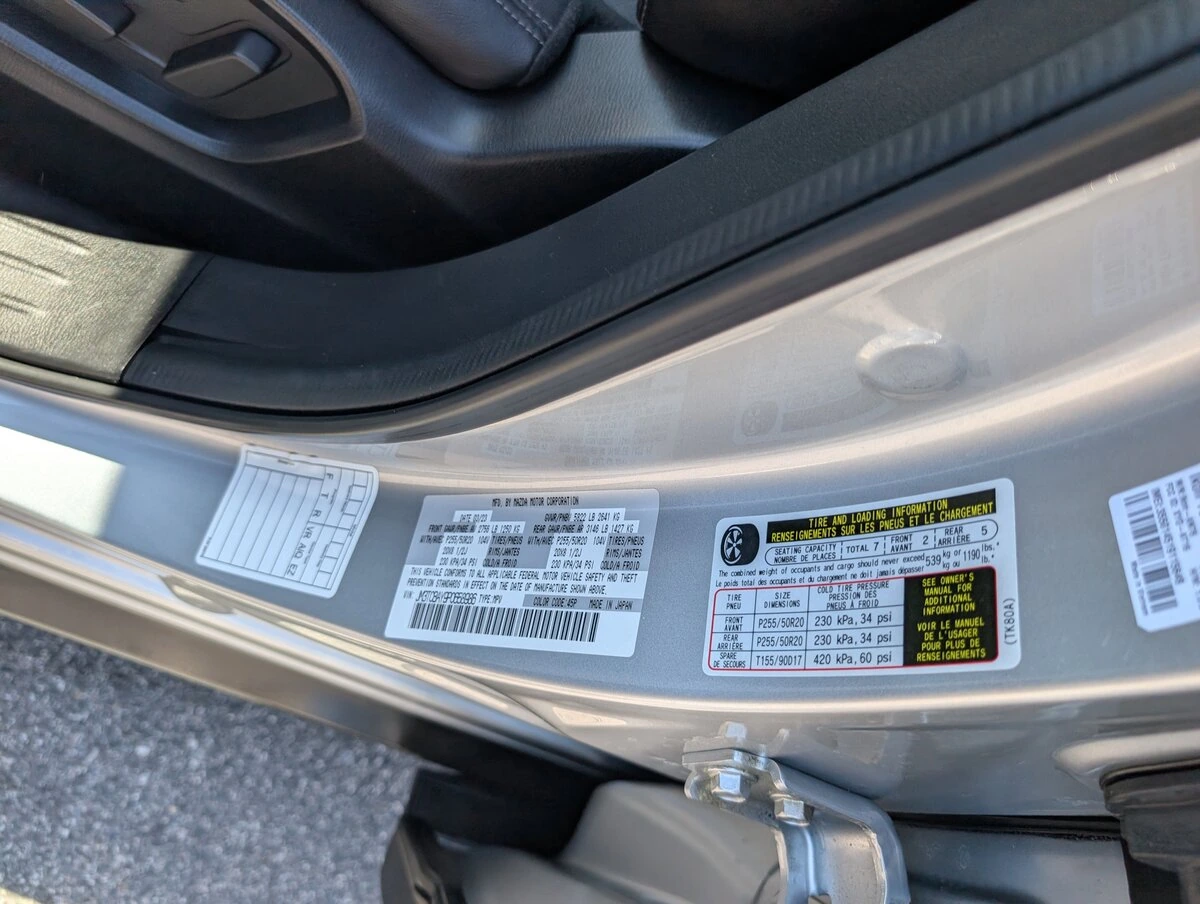 F T R V.R A/O EZ
MFD. BY MAZDA MOTOR CORPORATION
DATE 03/23 GVWR/PNBV 5822 LB 2641 KG
FRONT GAWR/PNBE AV 2756 LB 1250 KG REAR GAWR/PNBE AR 3146 LB 1427 KG
WITH/AVEC P255/50R20 104V TIRES/PNEUS WITH/AVEC P255/50R20 104V TIRES/PNEUS
20X8 1/2J RIMS/JANTES 20X8 1/2J RIMS/JANTES
230 KPA/34 PSI COLD/A FROID 230 KPA/34 PSI COLD/A FROID
THIS VEHICLE CONFORMS TO ALL APPLICABLE FEDERAL MOTOR VEHICLE SAFETY AND THEFT
PREVENTION STANDARDS IN EFFECT ON THE DATE OF MANUFACTURE SHOWN ABOVE.
VIN: TYPE:MPV
COLOR CODE 45P MADE IN JAPAN
TIRE AND LOADING INFORMATION
RENSEIGNEMENTS SUR LES PNEUS ET LE CHARGEMENT
SEATING CAPACITY
NOMBRE DE PLACES
TOTAL 7
FRONT
AVANT
2
REAR
ARRIÈRE
5
The combined weight of occupants and cargo should never exceed 539 kg or 1190 lbs.
Le poids total des occupants et du chargement ne doit jamais dépasser kg ou lb.
TIRE
PNEU
SIZE
DIMENSIONS
COLD TIRE PRESSURE
PRESSION DES
PNEUS À FROID
FRONT
AVANT
P255/50R20
230 kPa, 34 psi
REAR
ARRIÈRE
P255/50R20
230 kPa, 34 psi
SPARE
DE SECOURS
T155/90D17
420 kPa, 60 psi
SEE OWNER'S
MANUAL FOR
ADDITIONAL
INFORMATION
VOIR LE MANUEL
DE L'USAGER
POUR PLUS DE
RENSEIGNEMENTS
(TK80A)